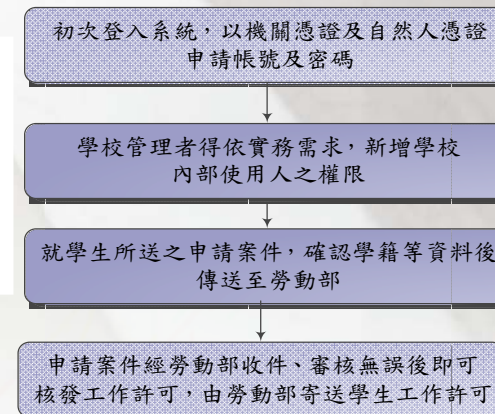 初次登入系統，以機關憑證及自然人憑證
申請帳號及密碼
學校管理者得依實務需求，新增學校
內部使用人之權限
就學生所送之申請案件，確認學籍等資料後
傳送至勞動部
申請案件經勞動部收件、審核無誤後即可
核發工作許可，由勞動部寄送學生工作許可